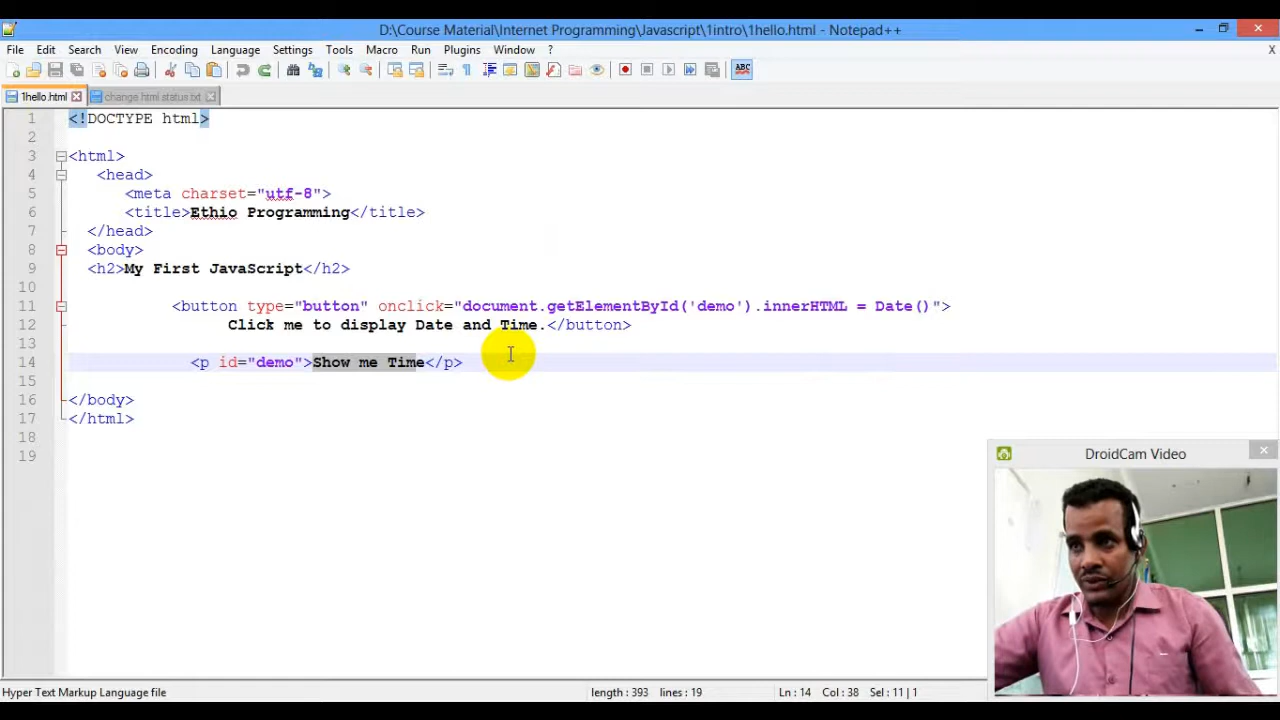 D:\Course Material\Internet Programming\Javascript\1intro\1hello.html - Notepad++
File Edit Search View Encoding Language Settings Tools Macro Run Plugins Window ?
X
ABC
1hello.html change html status.txt
1 <!DOCTYPE html>
2
3 <html>
4 <head>
5 <meta charset="utf-8">
6 <title>Ethio Programming</title>
7 </head>
8 <body>
9 <h2>My First JavaScript</h2>
10
11 <button type="button" onclick="document.getElementById('demo').innerHTML = Date()">
12 Click me to display Date and Time.</button>
13
14 <p id="demo">Show me Time</p>
15
16 </body>
17 </html>
18
19
DroidCam Video
Hyper Text Markup Language file length : 393 lines : 19 Ln : 14 Col : 38 Sel : 11 | 1